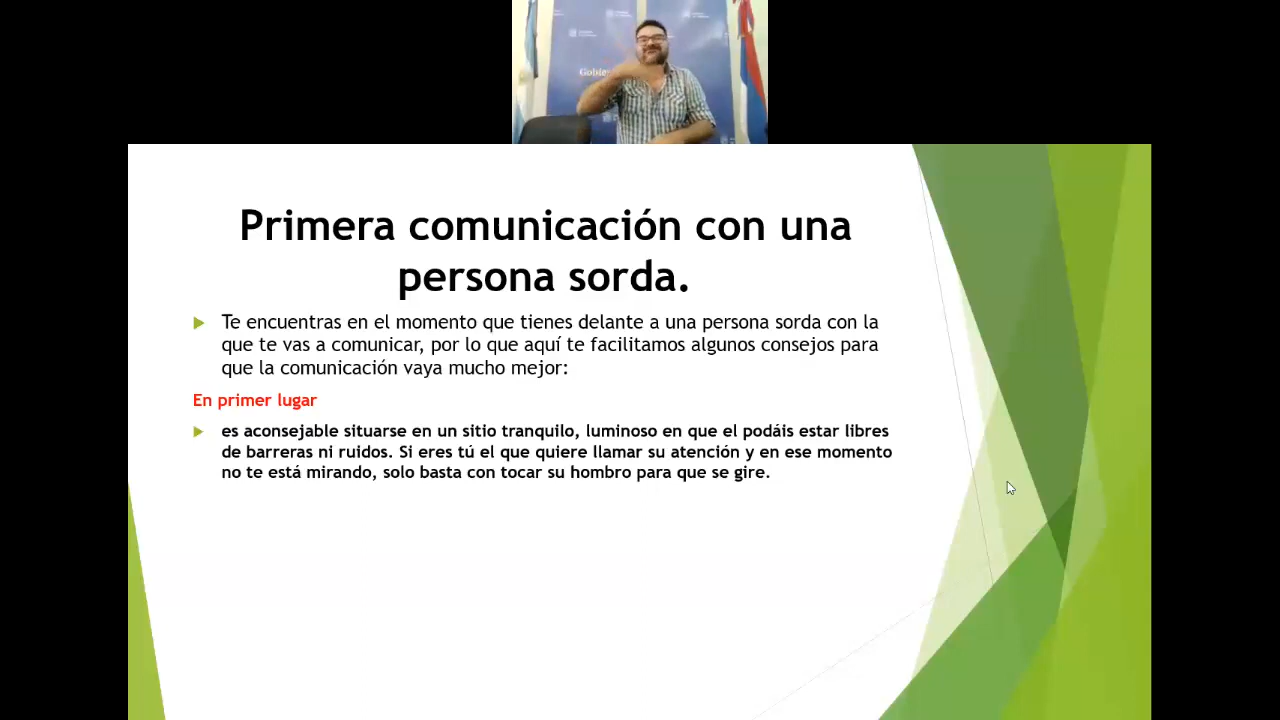 Gobie
Primera comunicación con una
persona sorda.
Te encuentras en el momento que tienes delante a una persona sorda con la
que te vas a comunicar, por lo que aquí te facilitamos algunos consejos para
que la comunicación vaya mucho mejor:
En primer lugar
es aconsejable situarse en un sitio tranquilo, luminoso en que el podáis estar libres
de barreras ni ruidos. Si eres tú el que quiere llamar su atención y en ese momento
no te está mirando, solo basta con tocar su hombro para que se gire.